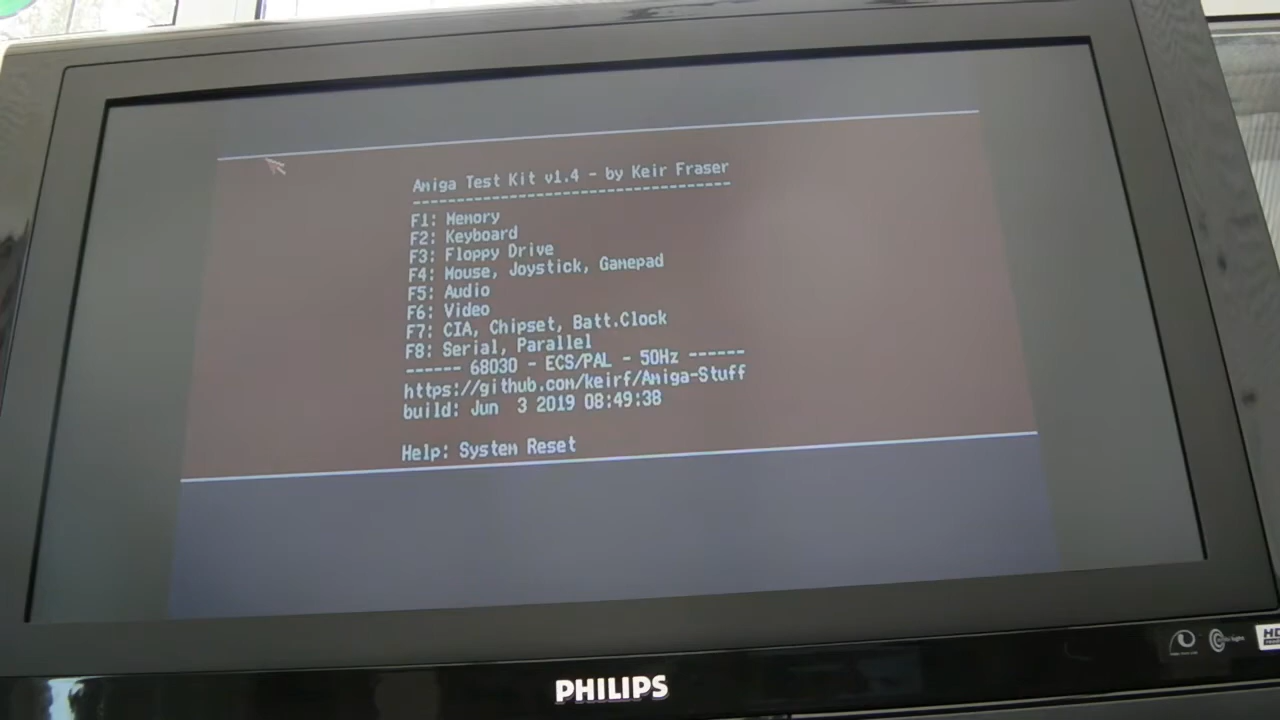 Amiga Test Kit v1.4 - by Keir Fraser
------------------------------------
F1: Memory
F2: Keyboard
F3: Floppy Drive
F4: Mouse, Joystick, Gamepad
F5: Audio
F6: Video
F7: CIA, Chipset, Batt.Clock
F8: Serial, Parallel
------ 68030 - ECS/PAL - 50Hz ------
https://github.com/keirf/Amiga-Stuff
build: Jun  3 2019 08:49:38
Help: System Reset
PHILIPS
HD